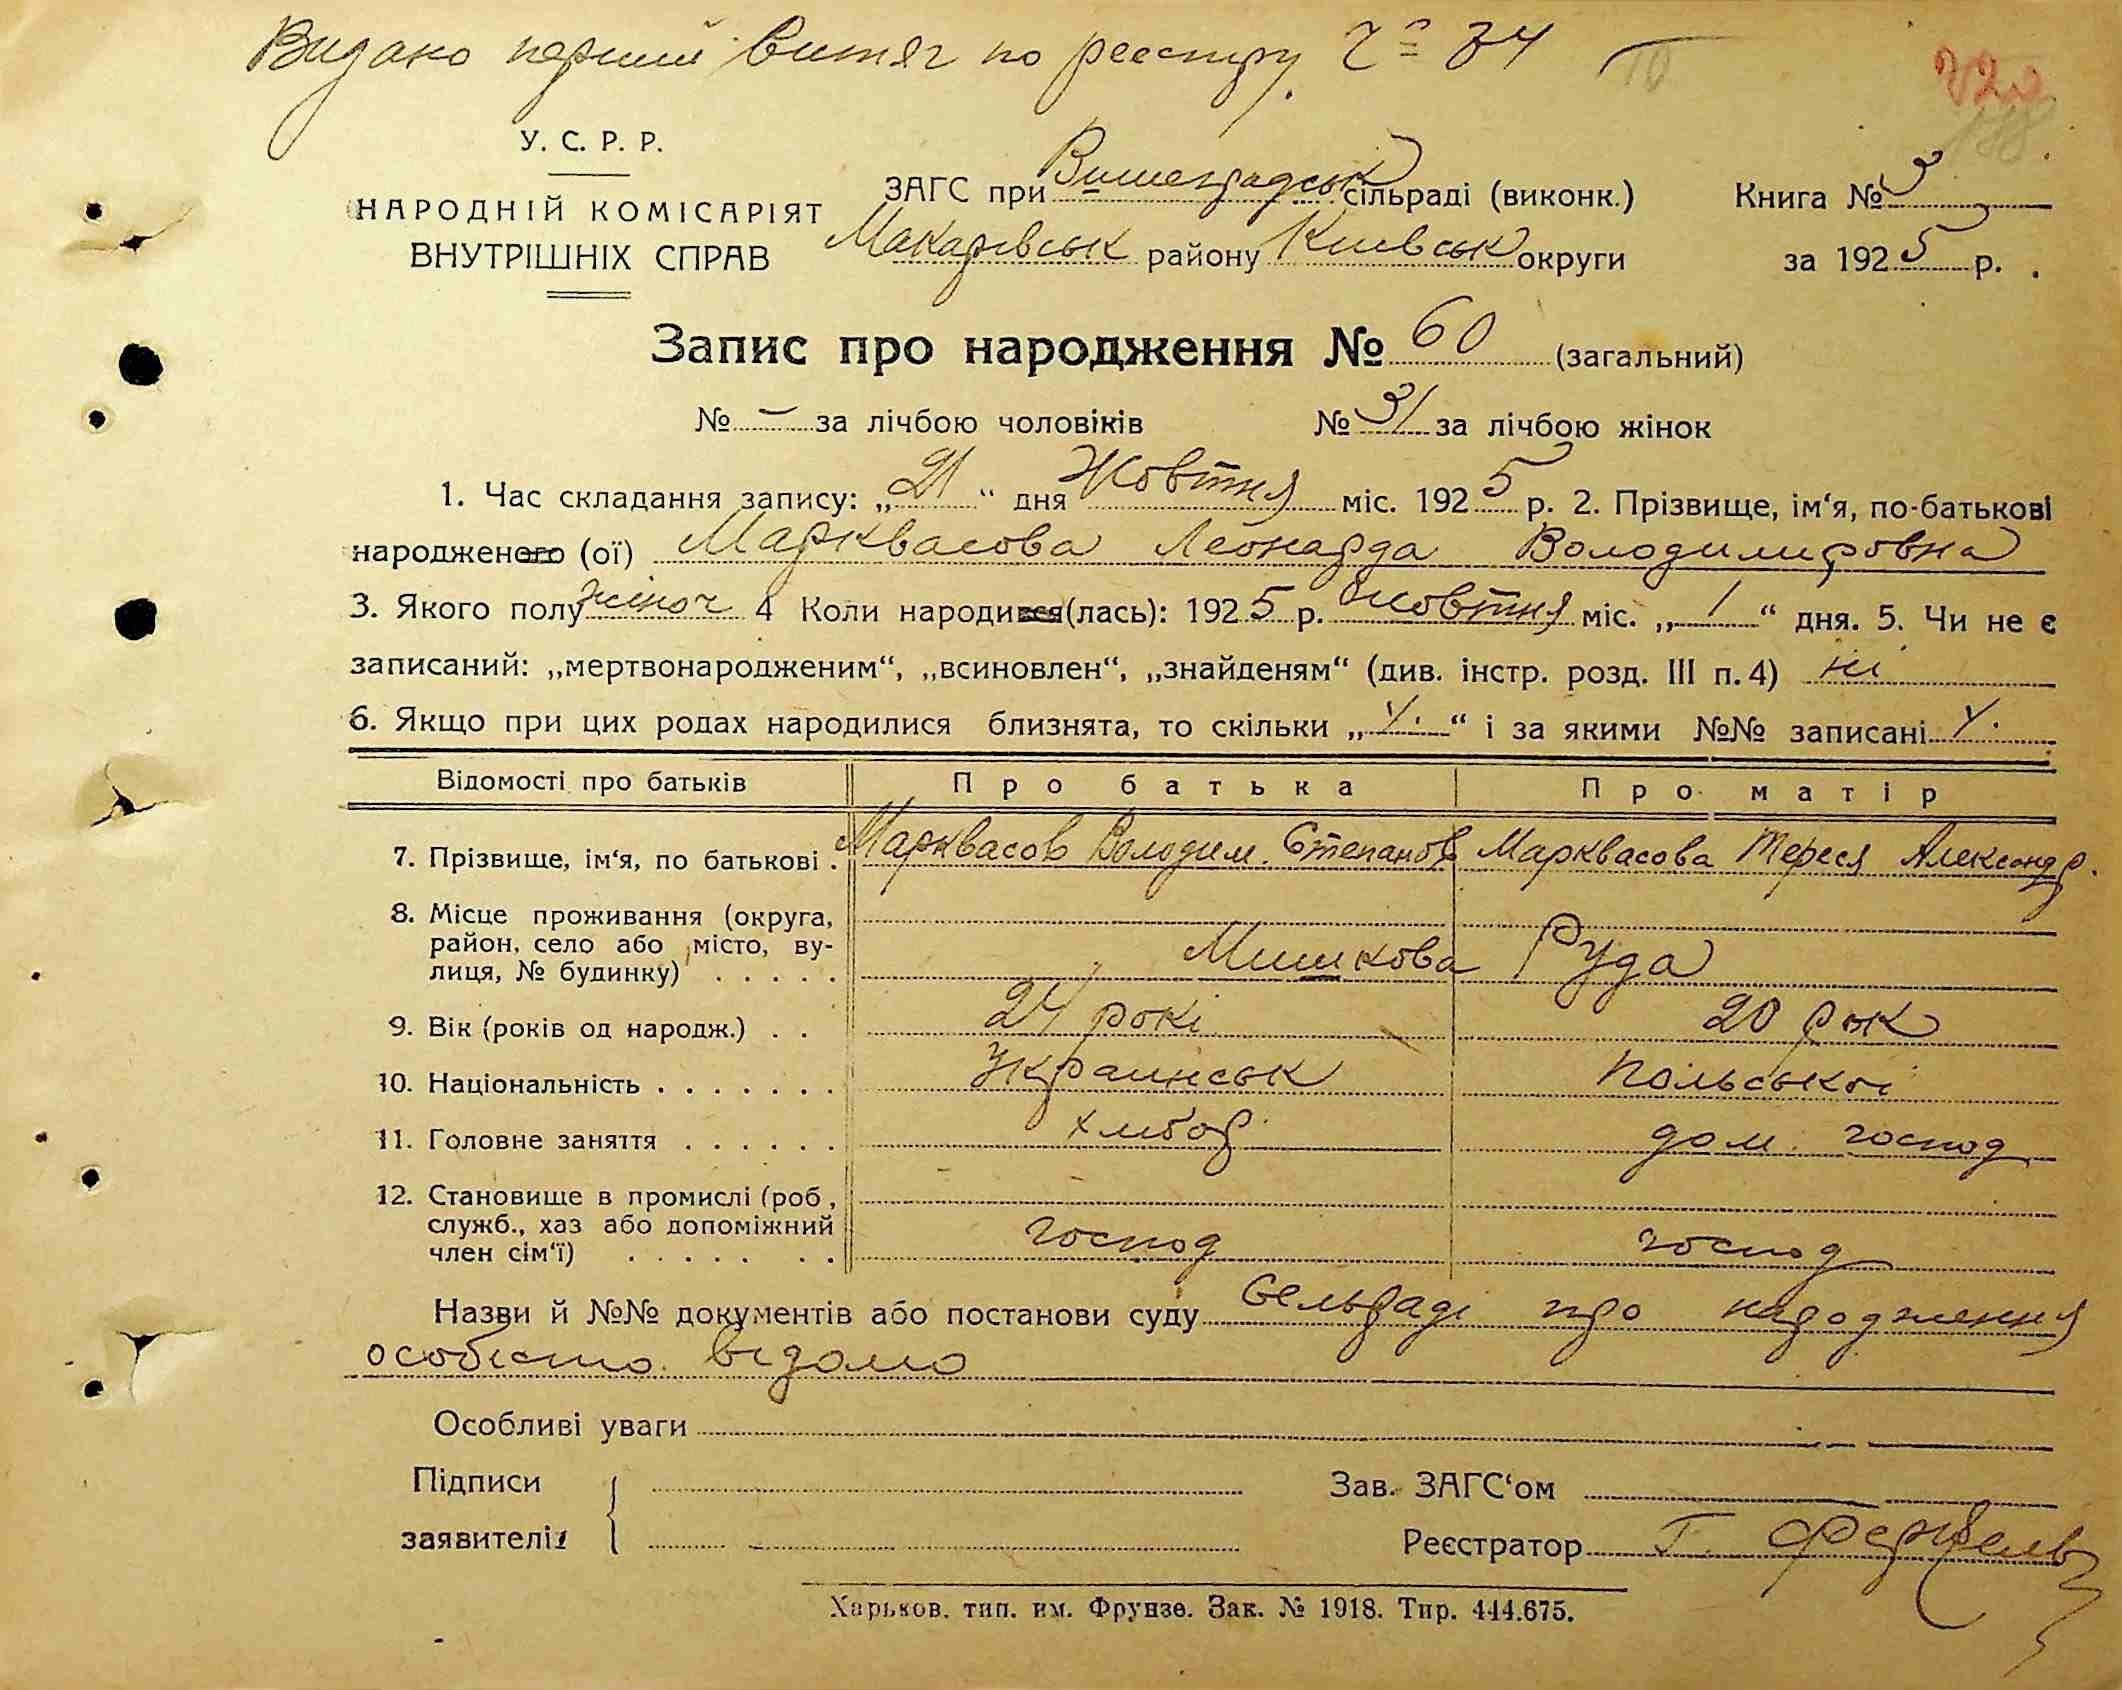 Видано перший витяг по реєстру Ч= 34
У. С. Р. Р.
НАРОДНІЙ КОМІСАРІЯТ
ВНУТРІШНІХ СПРАВ
ЗАГС при Вишеградськ сільраді (виконк.)
Макарівськ району Київськ округи
Книга № 3
за 1925 р.
Запис про народження № 60 (загальний)
№ – за лічбою чоловіків № 31 за лічбою жінок
1. Час складання запису: „21“ дня Жовтня міс. 1925 р. 2. Прізвище, ім‘я, по-батькові
народженого (ої) Марквасова Леонарда Володимировна
3. Якого полу жіноч 4 Коли народився(лась): 1925 р. Жовтня міс. „1“ дня. 5. Чи не є
записаний: „мертвонародженим“, „всиновлен“, „знайденям“ (див. інстр. розд. III п. 4) ні
6. Якщо при цих родах народилися близнята, то скільки „ “ і за якими №№ записані
Відомості про батьків Про батька Про матір
7. Прізвище, ім‘я, по батькові . Марквасов Володим. Степанов Марквасова Тереся Александр.
8. Місце проживання (округа,
район, село або місто, ву-
лиця, № будинку) . . . . . Мишкова Руда
9. Вік (років од народж.) . . 24 рокі 20 рок
10. Національність . . . . . . . Украинськ Польської
11. Головне заняття . . . . . . хлібор дом. господ
12. Становище в промислі (роб.,
служб., хаз або допоміжний
член сім‘ї) . . . . . . . господ господ
Назви й №№ документів або постанови суду Сельраді про народження
особісто відомо
Особливі уваги
Підписи
заявителів
Зав. ЗАГС‘ом
Реєстратор Г.
Харьков. тип. им. Фрунзе. Зак. № 1918. Тир. 444.675.